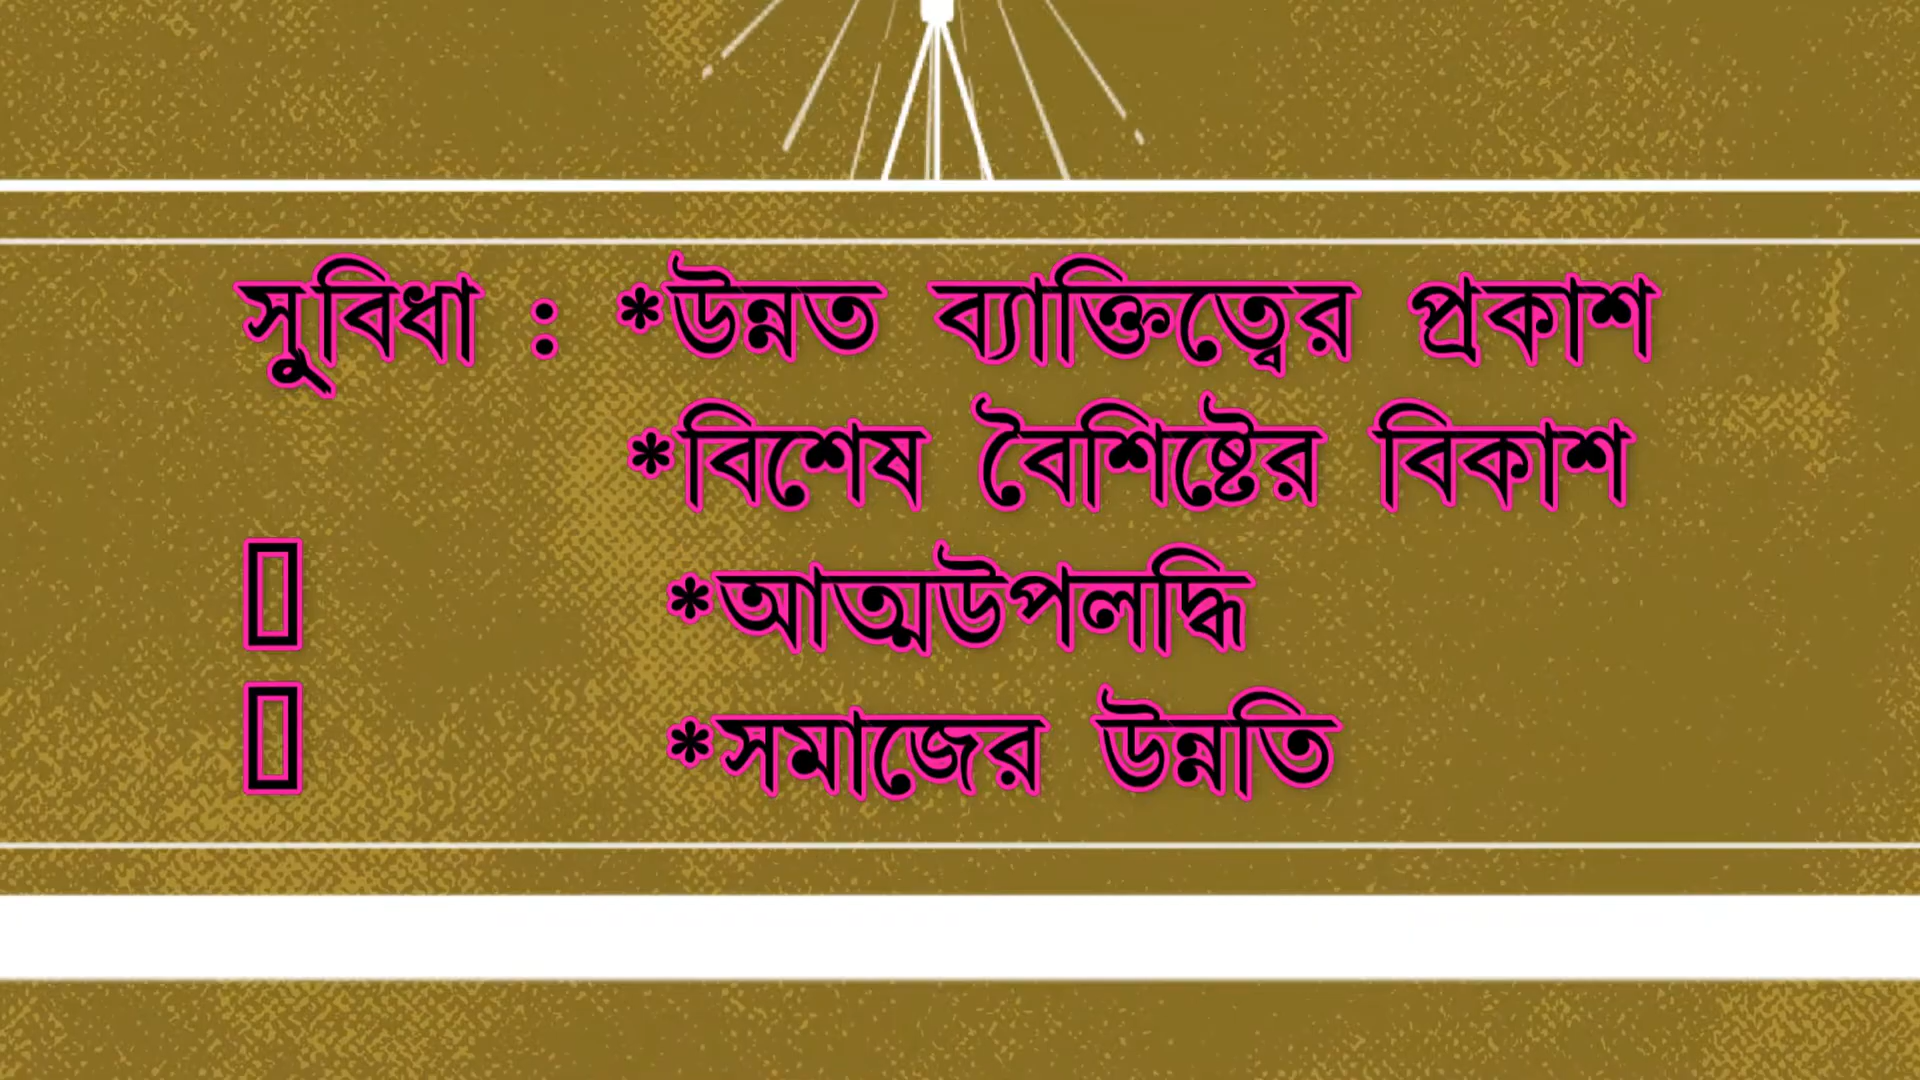 সুবিধা : *উন্নত ব্যাক্তিত্বের প্রকাশ
*বিশেষ বৈশিষ্টের বিকাশ
*আত্মউপলদ্ধি
*সমাজের উন্নতি